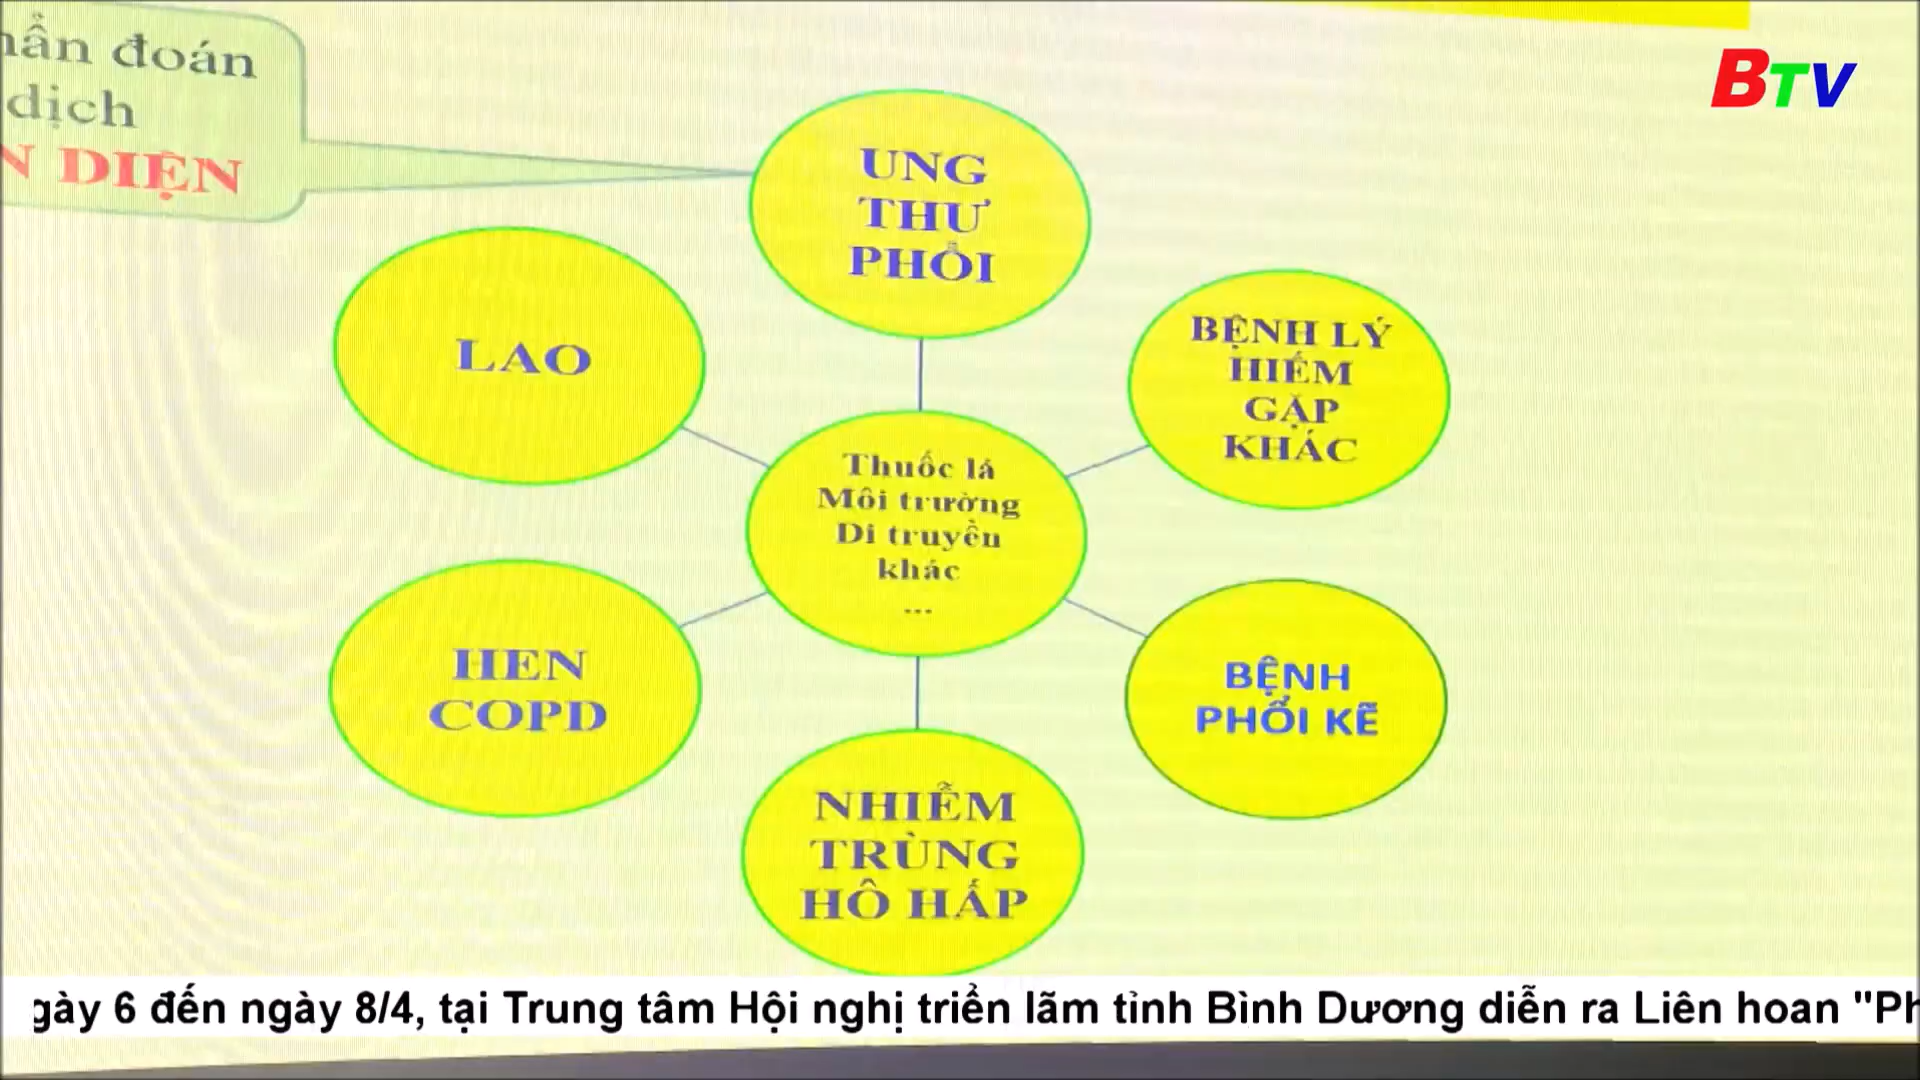 đoán
dịch
DIỆN
BTV
UNG
THƯ
PHỔI
LAO
BỆNH LÝ
HIẾM
GẶP
KHÁC
Thuốc lá
Môi trường
Di truyền
khác
...
HEN
COPD
BỆNH
PHỔI KẼ
NHIỄM
TRÙNG
HÔ HẤP
gày 6 đến ngày 8/4, tại Trung tâm Hội nghị triển lãm tỉnh Bình Dương diễn ra Liên hoan "Ph